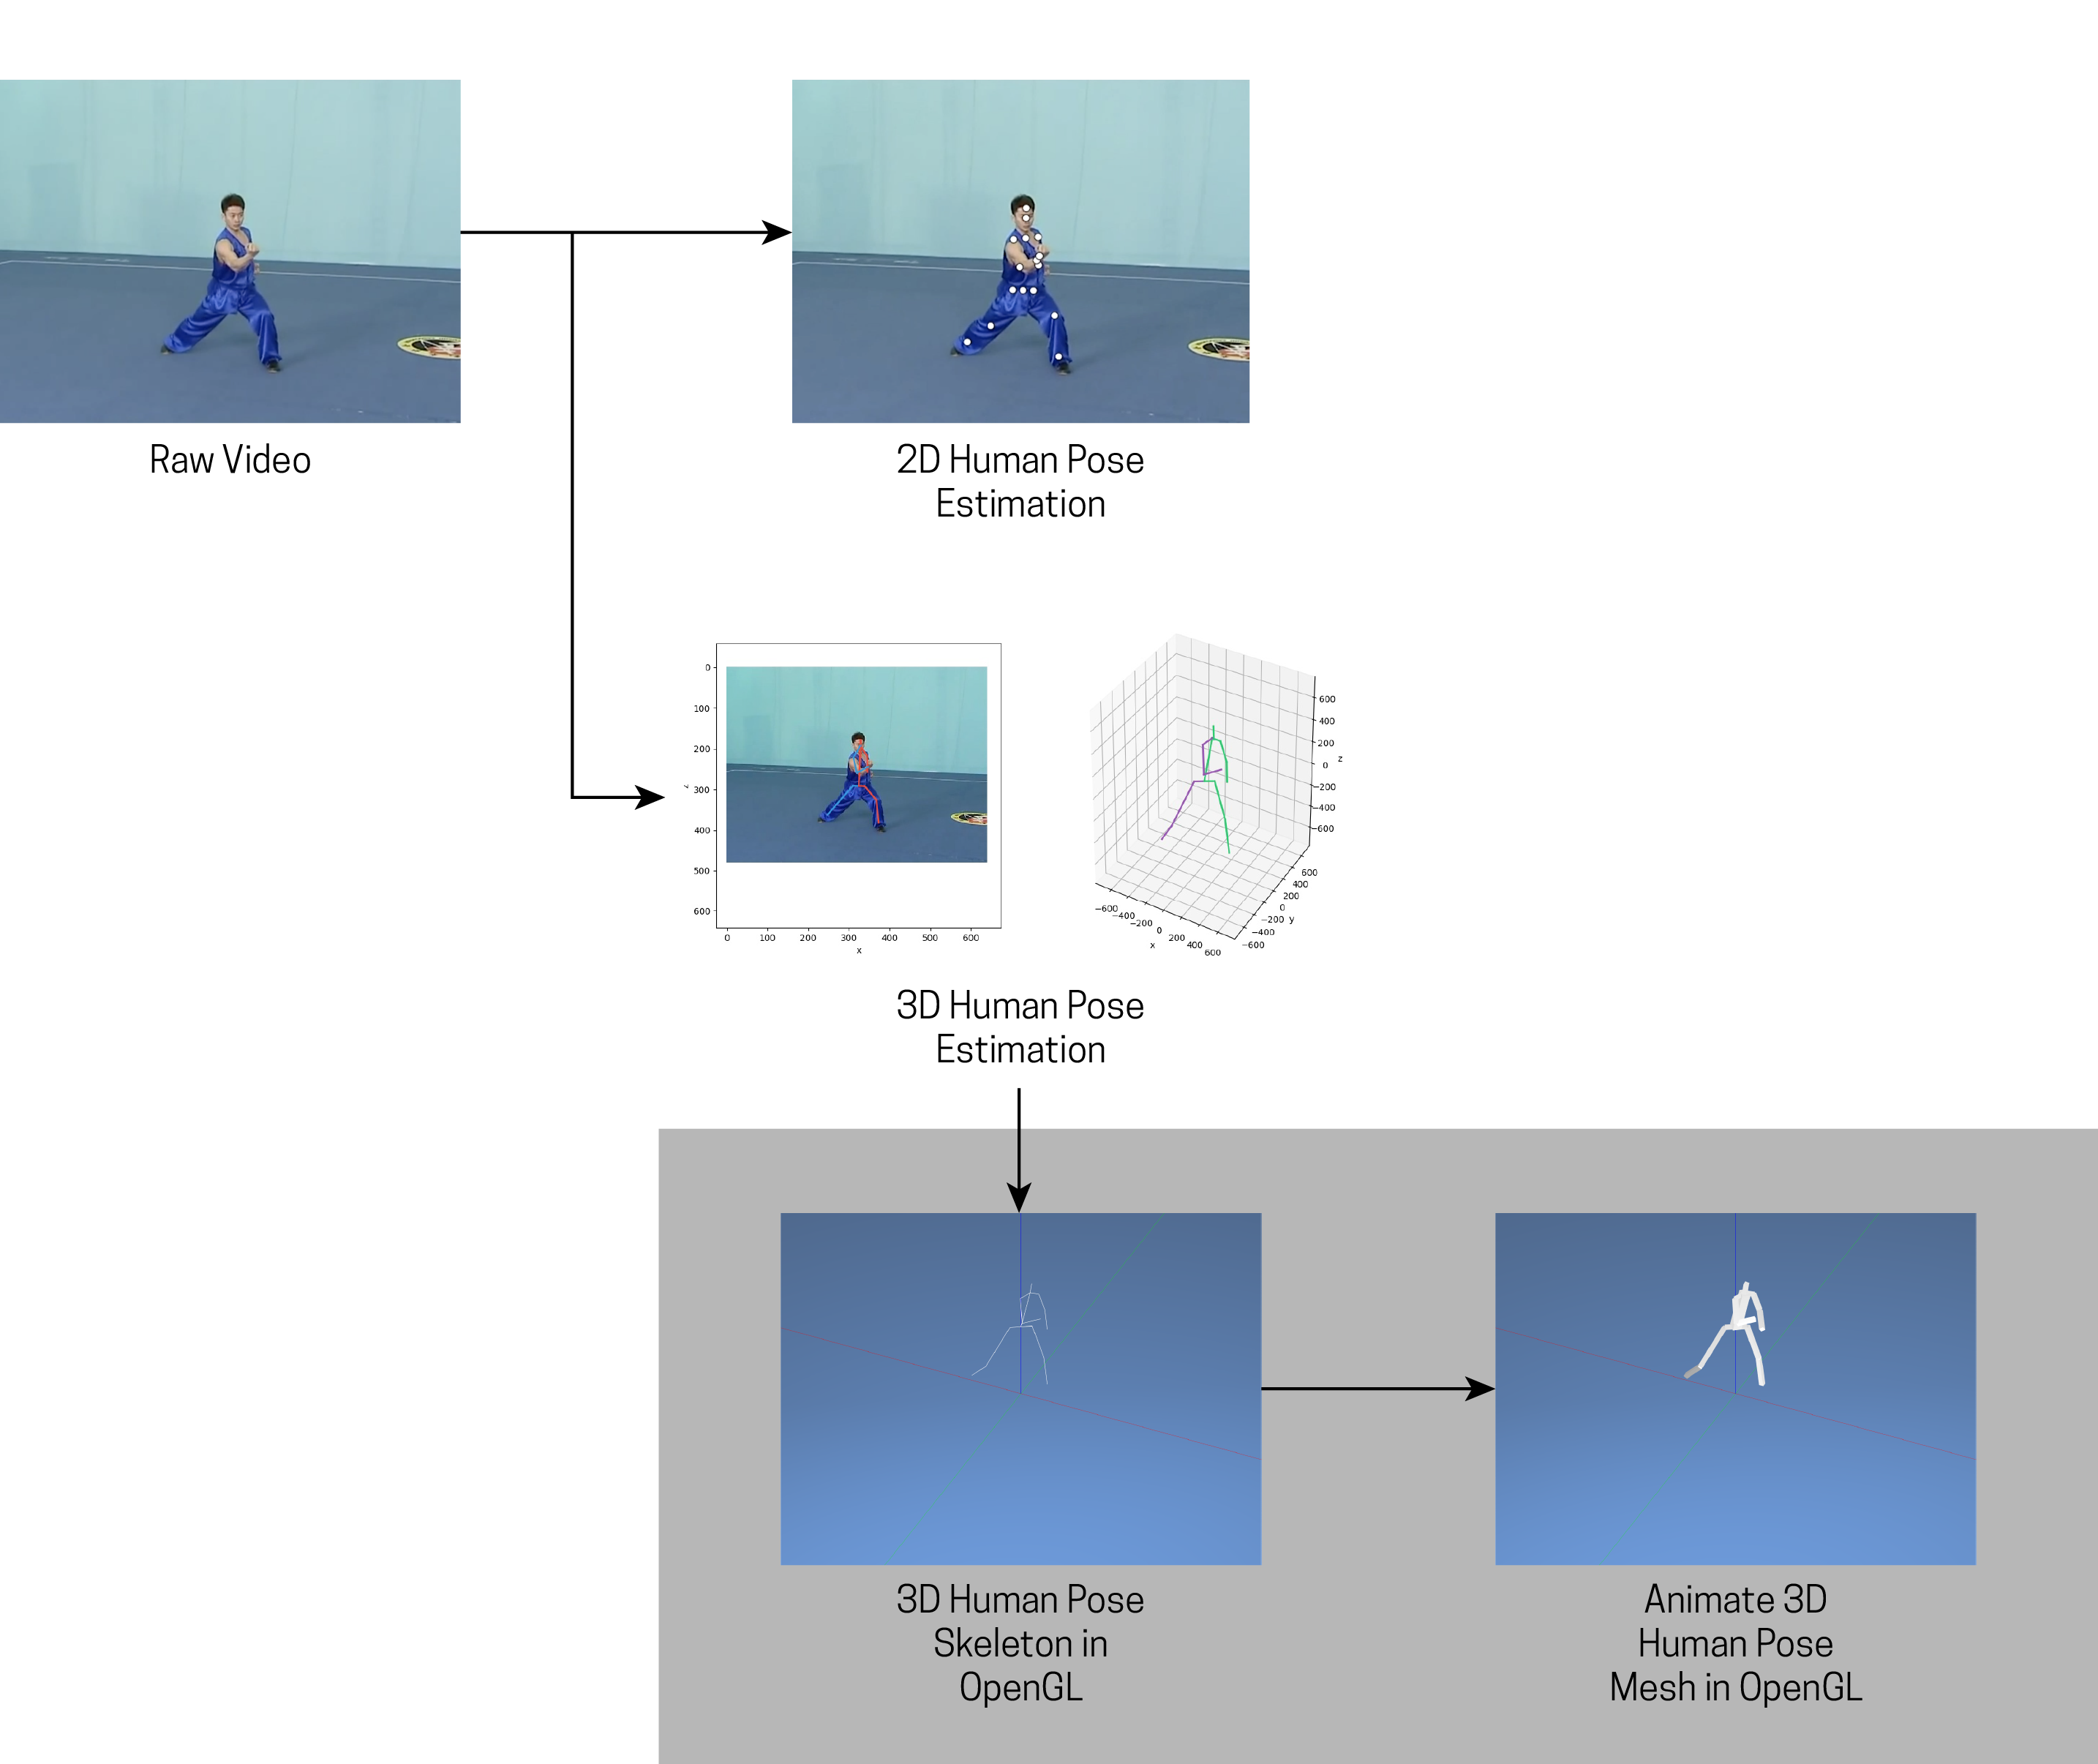 Raw Video
2D Human Pose
Estimation
0
100
200
300
400
500
600
y
0 100 200 300 400 500 600
x
600
400
200
0 z
−200
−400
−600
600
400
200
0
−200 y
−400
−600
−600
−400
−200
0
200
400
600
x
3D Human Pose
Estimation
3D Human Pose
Skeleton in
OpenGL
Animate 3D
Human Pose
Mesh in OpenGL